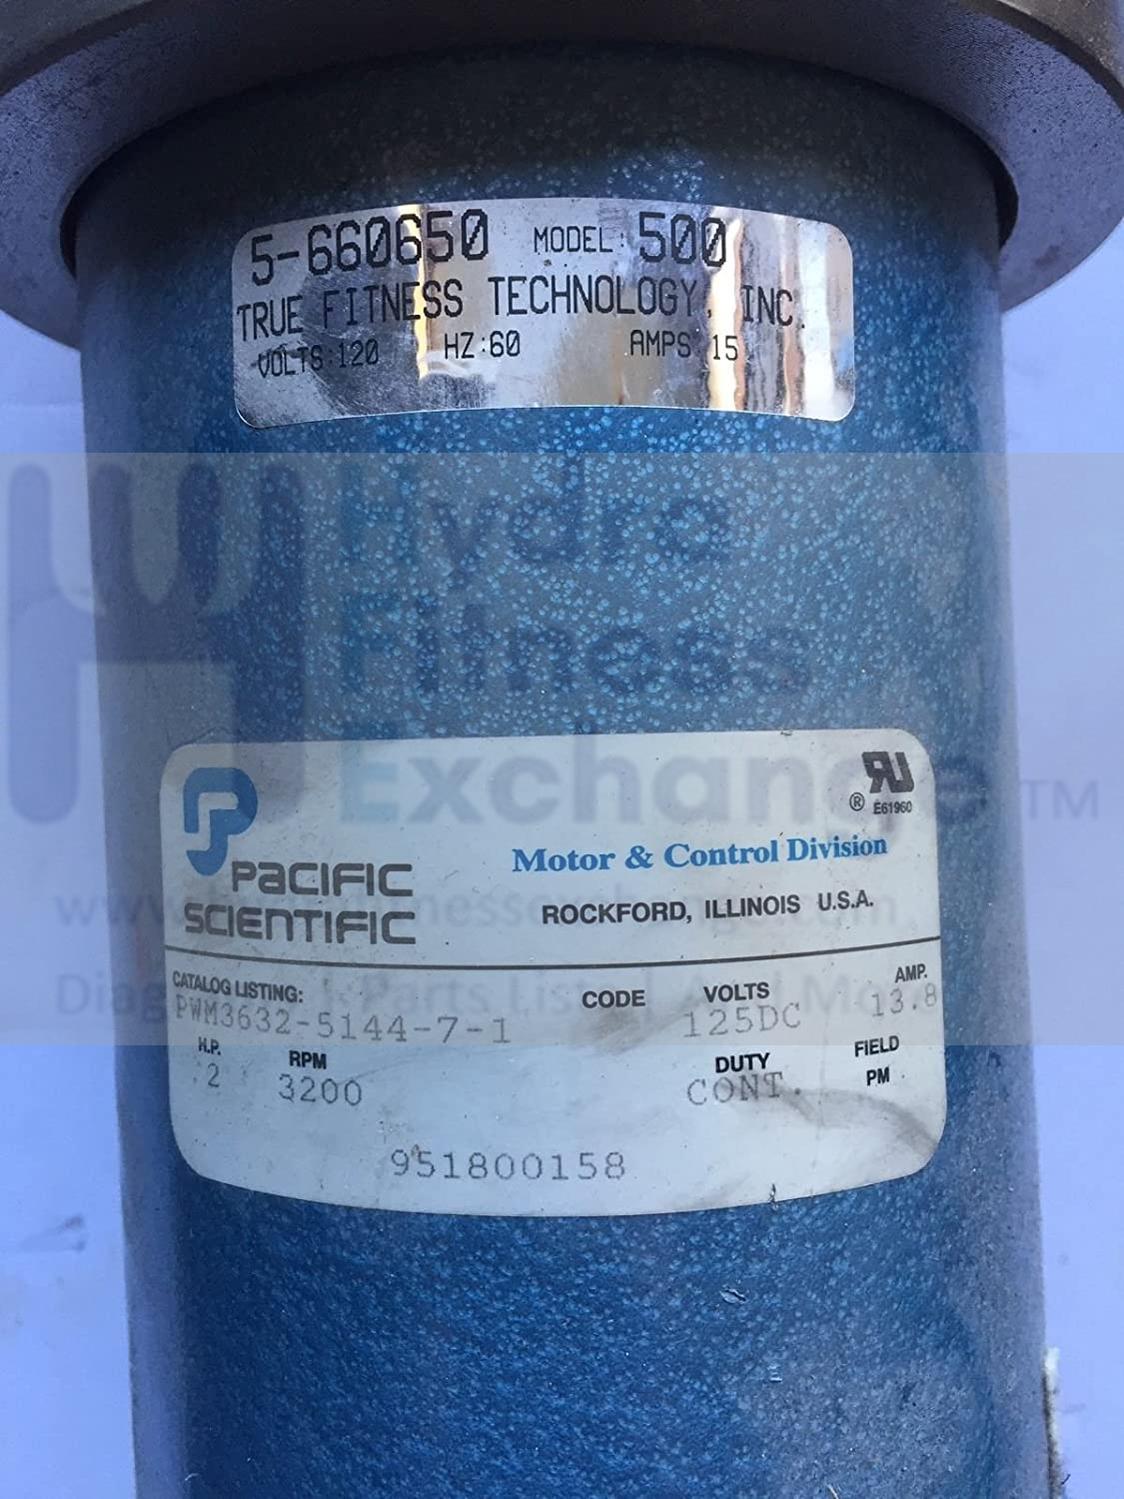 5-660650 MODEL: 500
TRUE FITNESS TECHNOLOGY, INC.
VOLTS:120 HZ:60 AMPS 15
Hydro
Fitness
Exchange™
PACIFIC
SCIENTIFIC
Motor & Control Division
ROCKFORD, ILLINOIS U.S.A.
® E61960
CATALOG LISTING: CODE VOLTS AMP.
PWM3632-5144-7-1 125DC 13.8
H.P. RPM DUTY FIELD
2 3200 CONT. PM
951800158